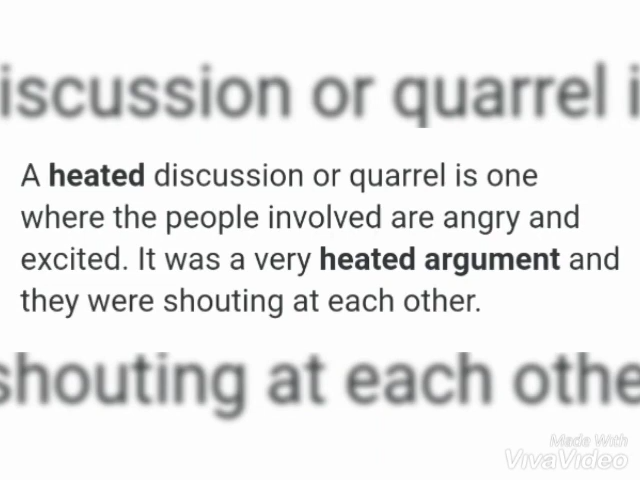 iscussion or quarrel i
A heated discussion or quarrel is one
where the people involved are angry and
excited. It was a very heated argument and
they were shouting at each other.
shouting at each othe
Made With
VivaVideo